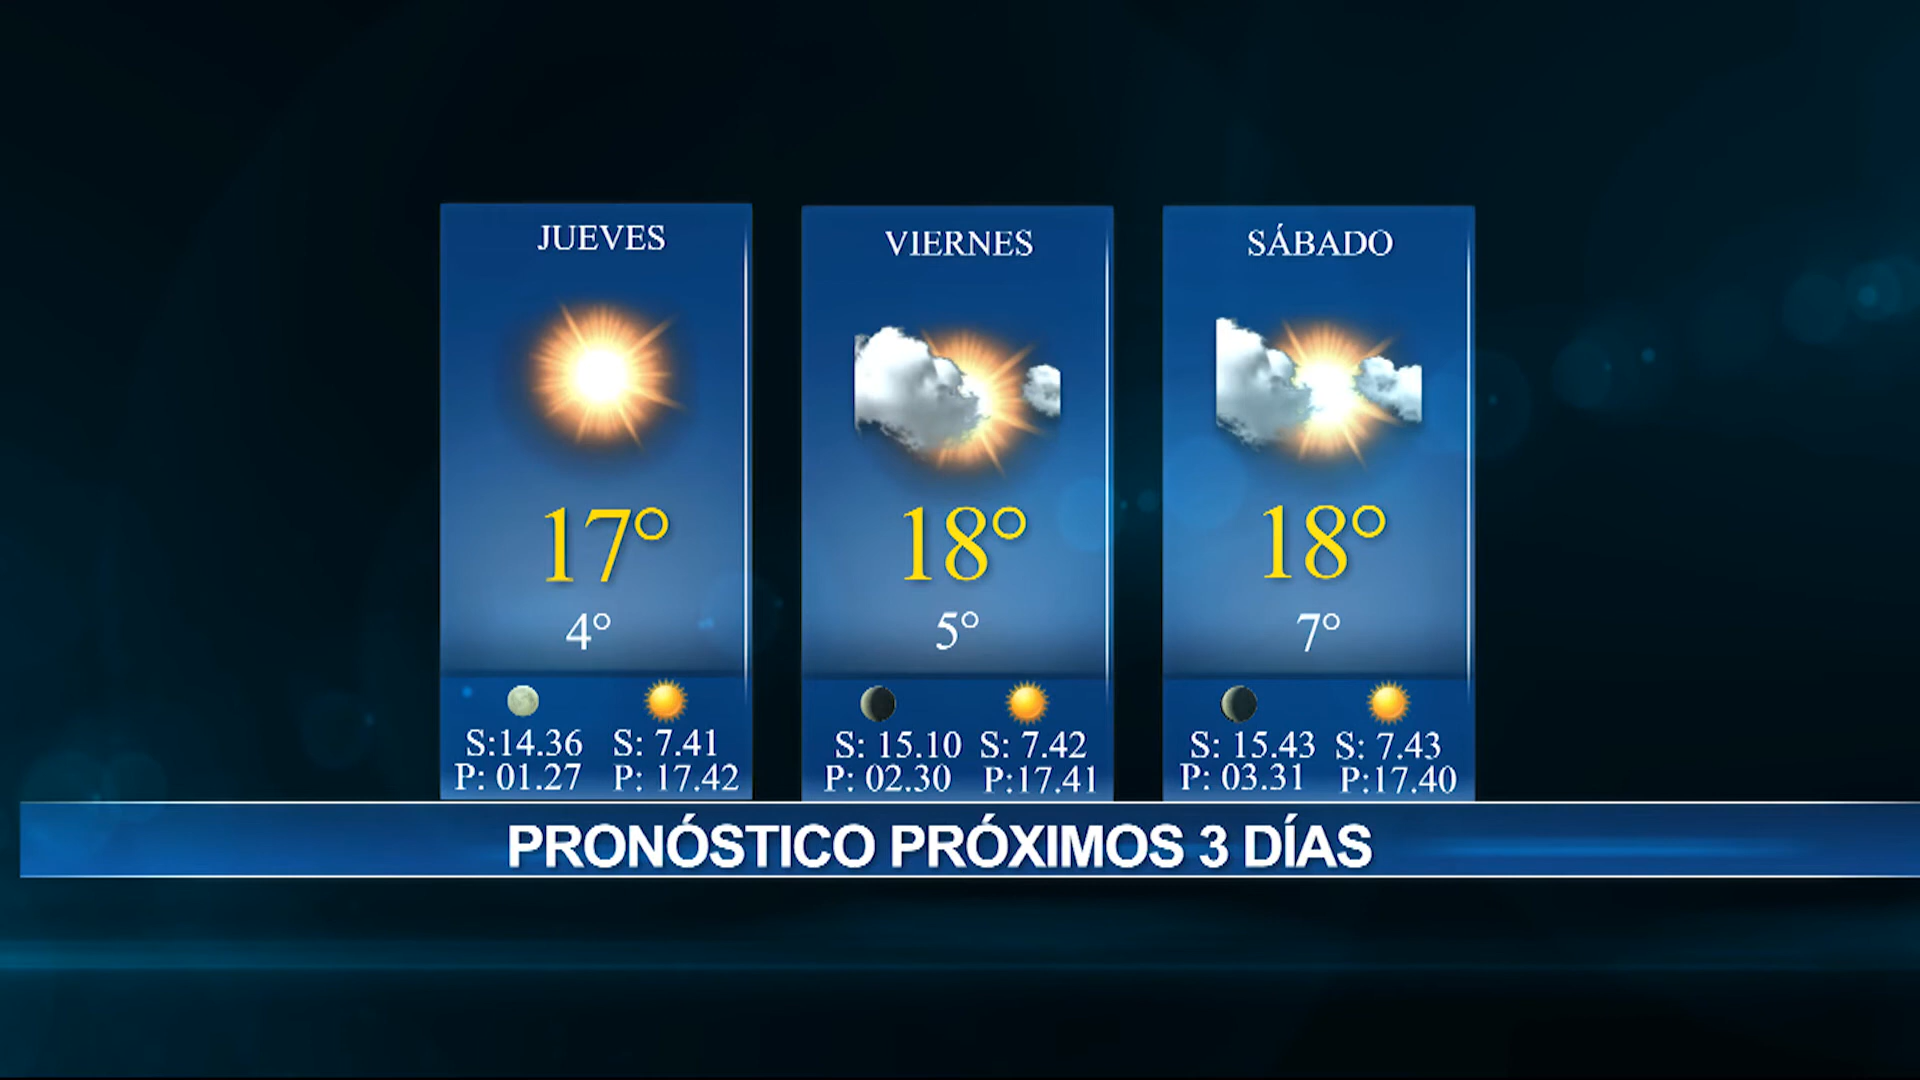 JUEVES
17°
4°
S:14.36 S: 7.41
P: 01.27 P: 17.42
VIERNES
18°
5°
S: 15.10 S: 7.42
P: 02.30 P:17.41
SÁBADO
18°
7°
S: 15.43 S: 7.43
P: 03.31 P:17.40
PRONÓSTICO PRÓXIMOS 3 DÍAS